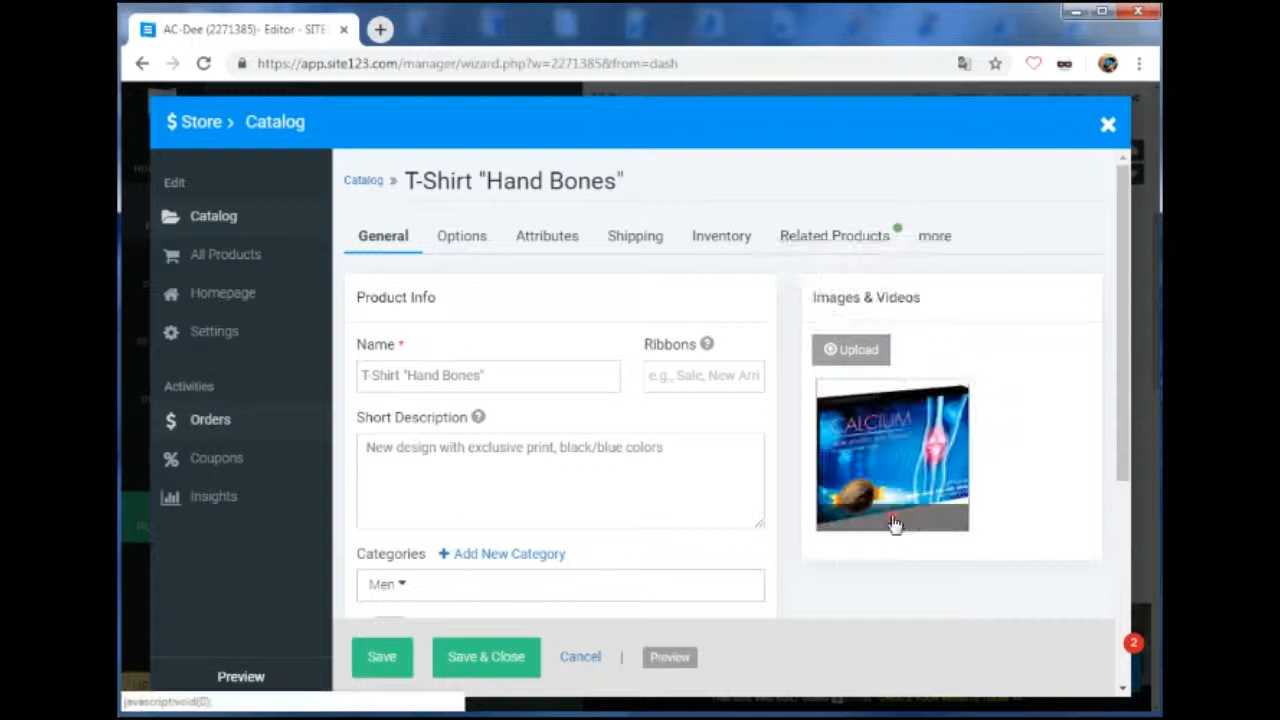 AC-Dee (2271385)- Editor - SITE
https://app.site123.com/manager/wizard.php?w=2271385&from=dash
$ Store > Catalog
Edit
Catalog
All Products
Homepage
Settings
Activities
Orders
Coupons
Insights
Preview
Catalog » T-Shirt "Hand Bones"
General Options Attributes Shipping Inventory Related Products more
Product Info
Name * Ribbons
T-Shirt "Hand Bones" e.g., Sale, New Arri
Short Description
New design with exclusive print, black/blue colors
Categories Add New Category
Men
Images & Videos
Upload
CALCIUM
Save Save & Close Cancel | Preview
2
javascript:void(0);